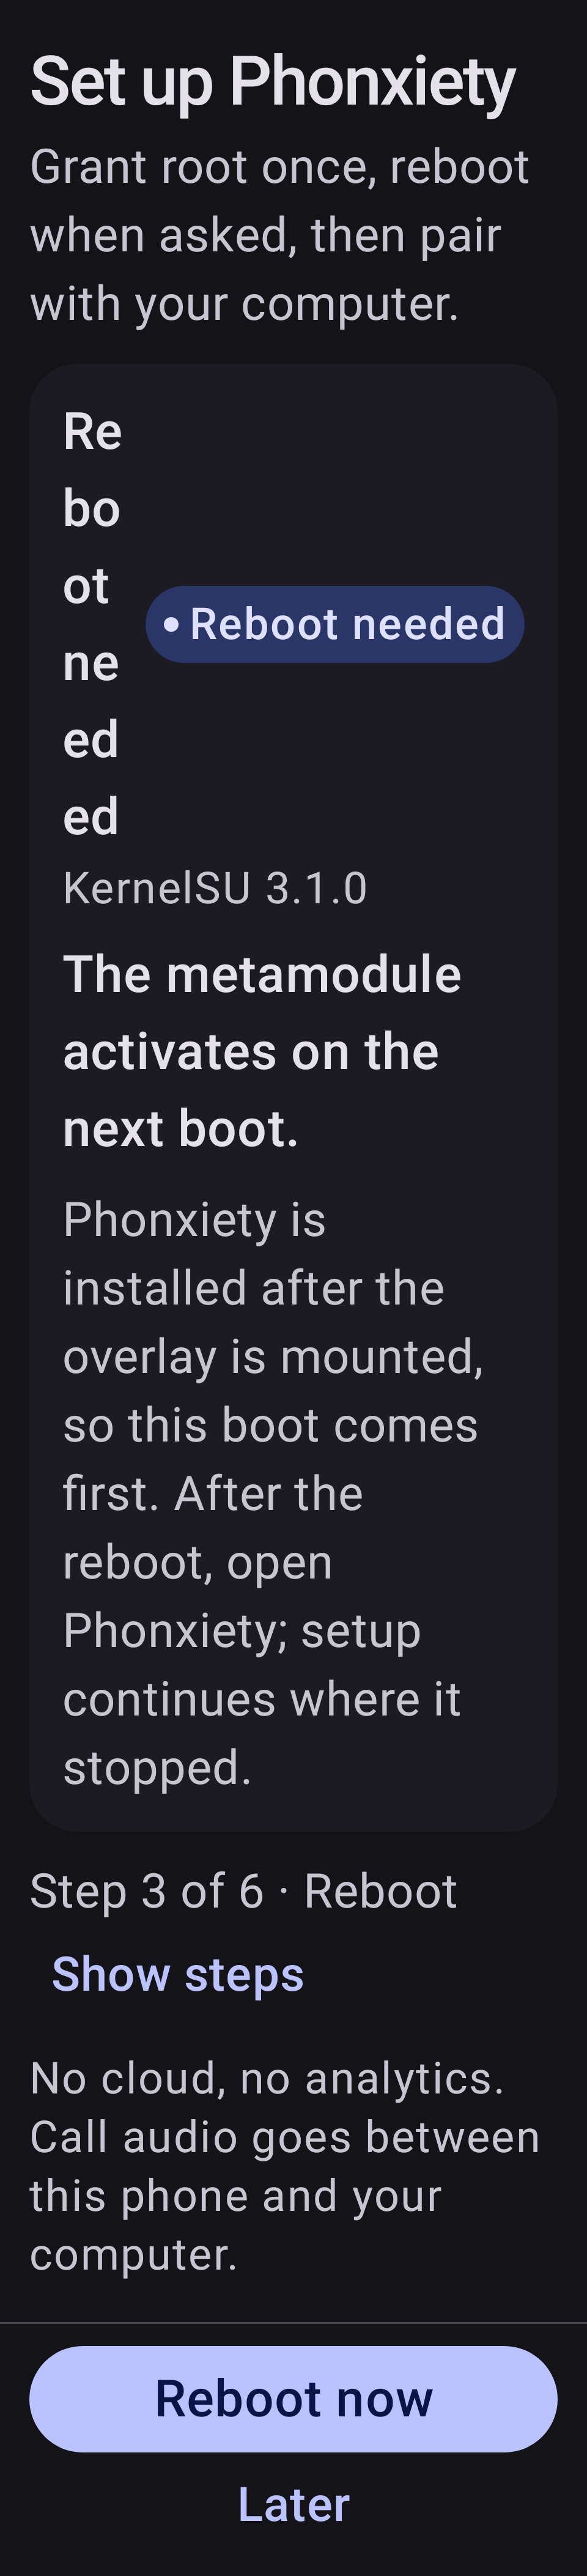 Set up Phonxiety
Grant root once, reboot
when asked, then pair
with your computer.
Re
bo
ot
ne
ed
ed
• Reboot needed
KernelSU 3.1.0
The metamodule
activates on the
next boot.
Phonxiety is
installed after the
overlay is mounted,
so this boot comes
first. After the
reboot, open
Phonxiety; setup
continues where it
stopped.
Step 3 of 6 · Reboot
Show steps
No cloud, no analytics.
Call audio goes between
this phone and your
computer.
Reboot now
Later